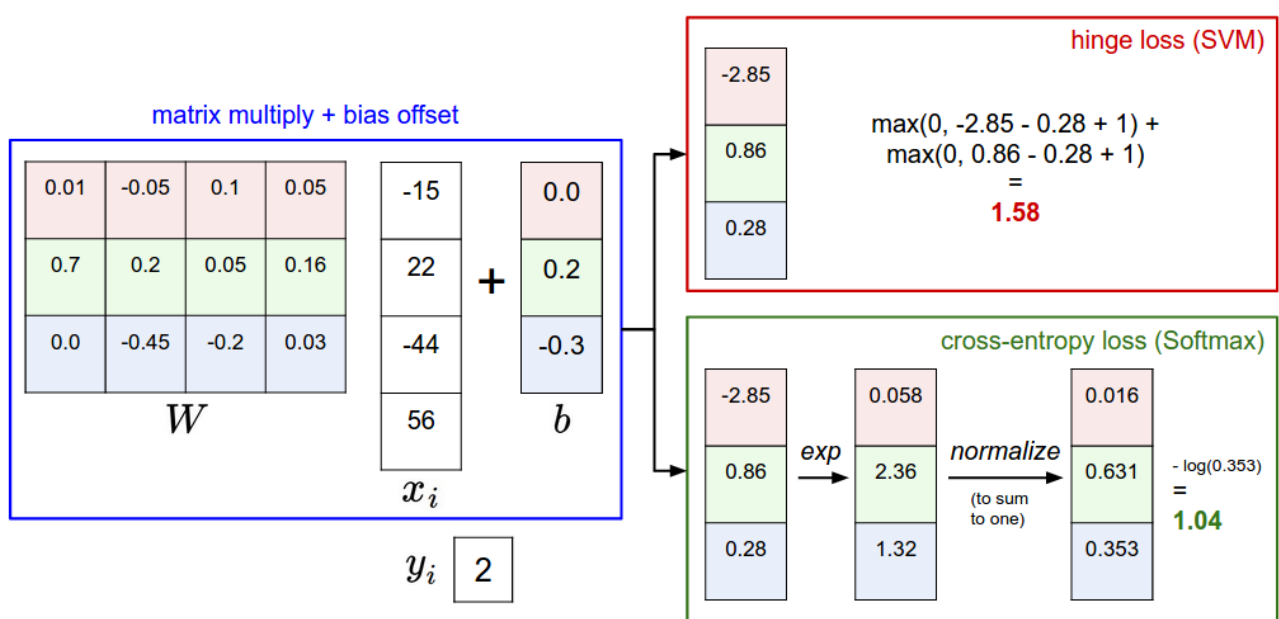 matrix multiply + bias offset
0.01 -0.05 0.1 0.05
0.7 0.2 0.05 0.16
0.0 -0.45 -0.2 0.03
W
-15
22
-44
56
x_i
+
0.0
0.2
-0.3
b
y_i 2
hinge loss (SVM)
-2.85
0.86
0.28
max(0, -2.85 - 0.28 + 1) +
max(0, 0.86 - 0.28 + 1)
=
1.58
cross-entropy loss (Softmax)
-2.85
0.86
0.28
exp
0.058
2.36
1.32
normalize
(to sum
to one)
0.016
0.631
0.353
- log(0.353)
=
1.04